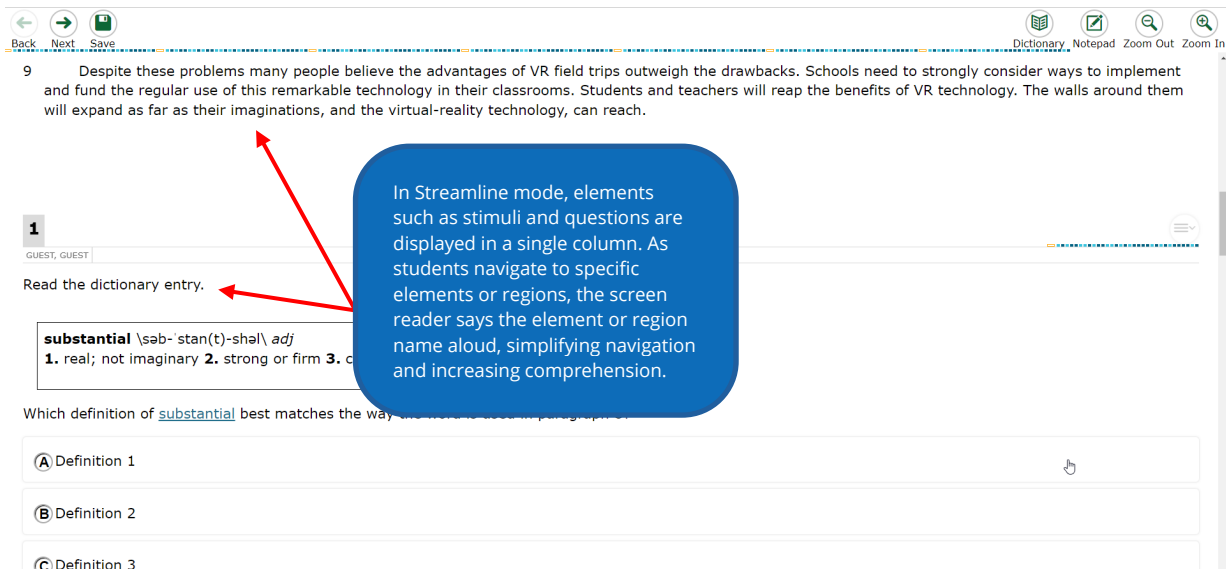 Back Next Save Dictionary Notepad Zoom Out Zoom In
9 Despite these problems many people believe the advantages of VR field trips outweigh the drawbacks. Schools need to strongly consider ways to implement
and fund the regular use of this remarkable technology in their classrooms. Students and teachers will reap the benefits of VR technology. The walls around them
will expand as far as their imaginations, and the virtual-reality technology, can reach.
In Streamline mode, elements
such as stimuli and questions are
displayed in a single column. As
students navigate to specific
elements or regions, the screen
reader says the element or region
name aloud, simplifying navigation
and increasing comprehension.
1
GUEST, GUEST
Read the dictionary entry.
substantial \səb-ˈstan(t)-shəl\ adj
1. real; not imaginary 2. strong or firm 3.
Which definition of substantial best matches the way
A Definition 1
B Definition 2
C Definition 3